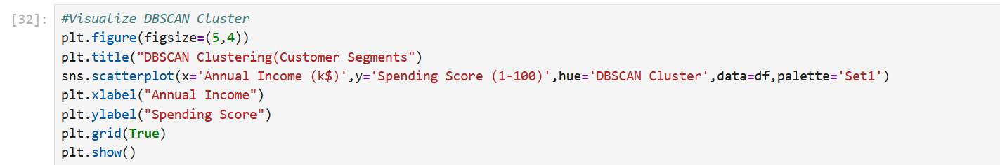 [32]: #Visualize DBSCAN Cluster
plt.figure(figsize=(5,4))
plt.title("DBSCAN Clustering(Customer Segments")
sns.scatterplot(x='Annual Income (k$)',y='Spending Score (1-100)',hue='DBSCAN Cluster',data=df,palette='Set1')
plt.xlabel("Annual Income")
plt.ylabel("Spending Score")
plt.grid(True)
plt.show()